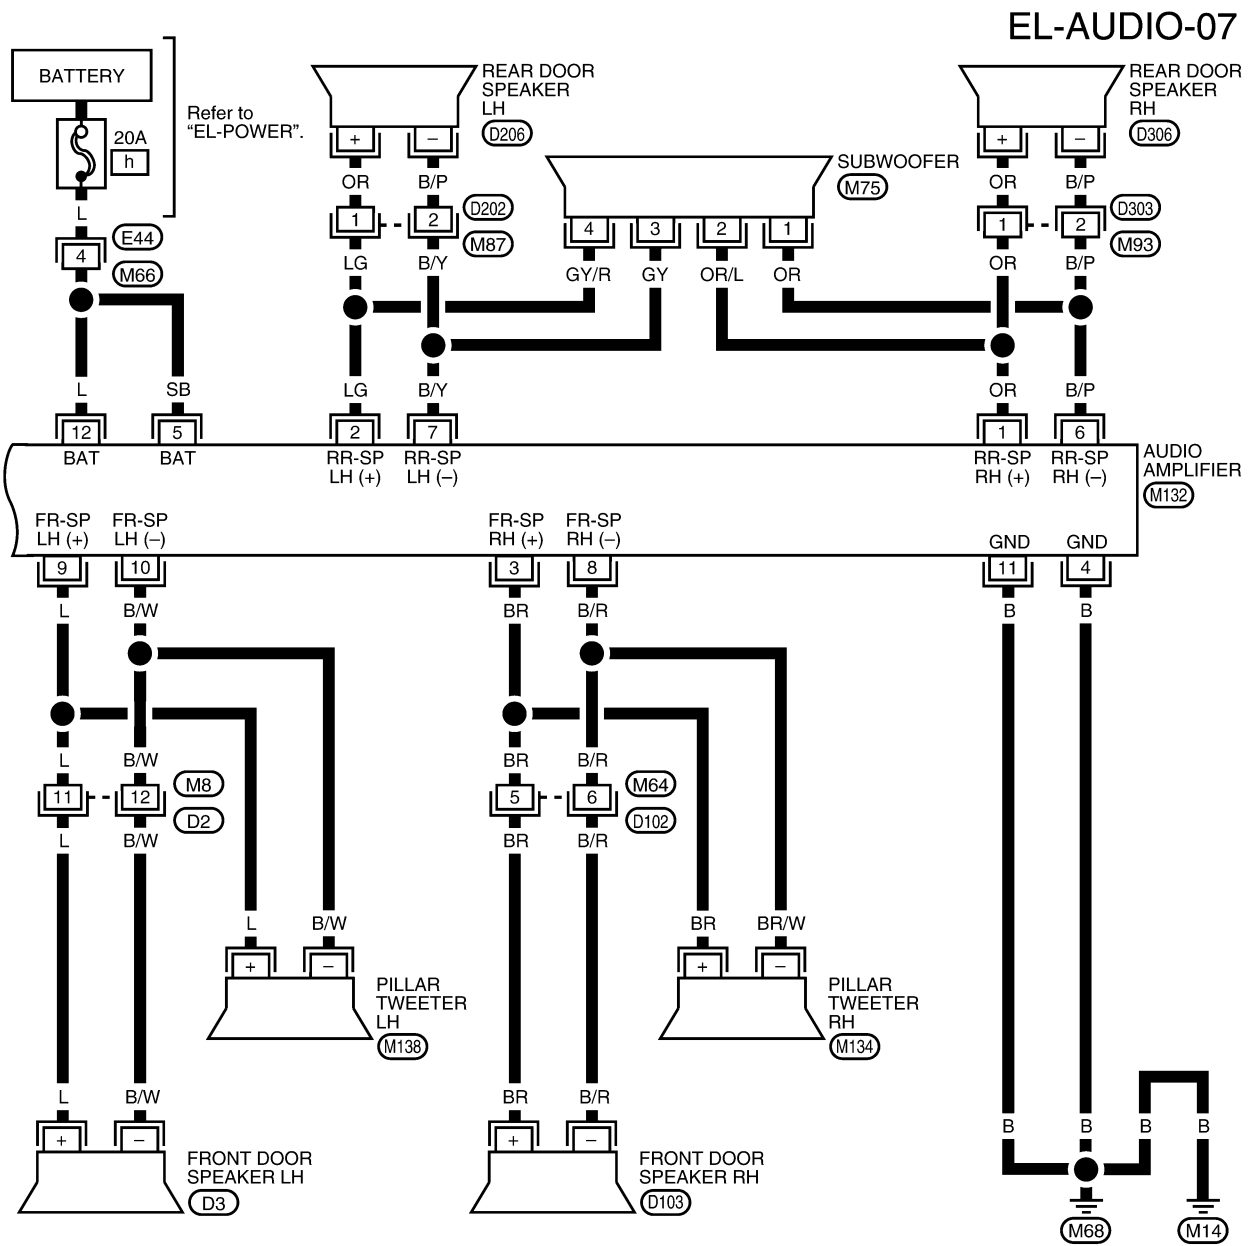 EL-AUDIO-07
BATTERY
20A
h
Refer to
“EL-POWER”.
L
4
E44
M66
L
SB
12
5
BAT
BAT
REAR DOOR
SPEAKER
LH
D206
+
–
OR
B/P
1
2
D202
M87
LG
B/Y
LG
B/Y
2
7
RR-SP
LH (+)
RR-SP
LH (–)
SUBWOOFER
M75
4
3
2
1
GY/R
GY
OR/L
OR
REAR DOOR
SPEAKER
RH
D306
+
–
OR
B/P
1
2
D303
M93
OR
B/P
OR
B/P
1
6
RR-SP
RH (+)
RR-SP
RH (–)
AUDIO
AMPLIFIER
M132
FR-SP
LH (+)
FR-SP
LH (–)
9
10
L
B/W
L
B/W
11
12
M8
D2
L
B/W
L
B/W
+
–
PILLAR
TWEETER
LH
M138
L
B/W
+
–
FRONT DOOR
SPEAKER LH
D3
FR-SP
RH (+)
FR-SP
RH (–)
3
8
BR
B/R
BR
B/R
5
6
M64
D102
BR
B/R
BR
BR/W
+
–
PILLAR
TWEETER
RH
M134
BR
B/R
+
–
FRONT DOOR
SPEAKER RH
D103
GND
GND
11
4
B
B
B
B
B
B
M68
M14